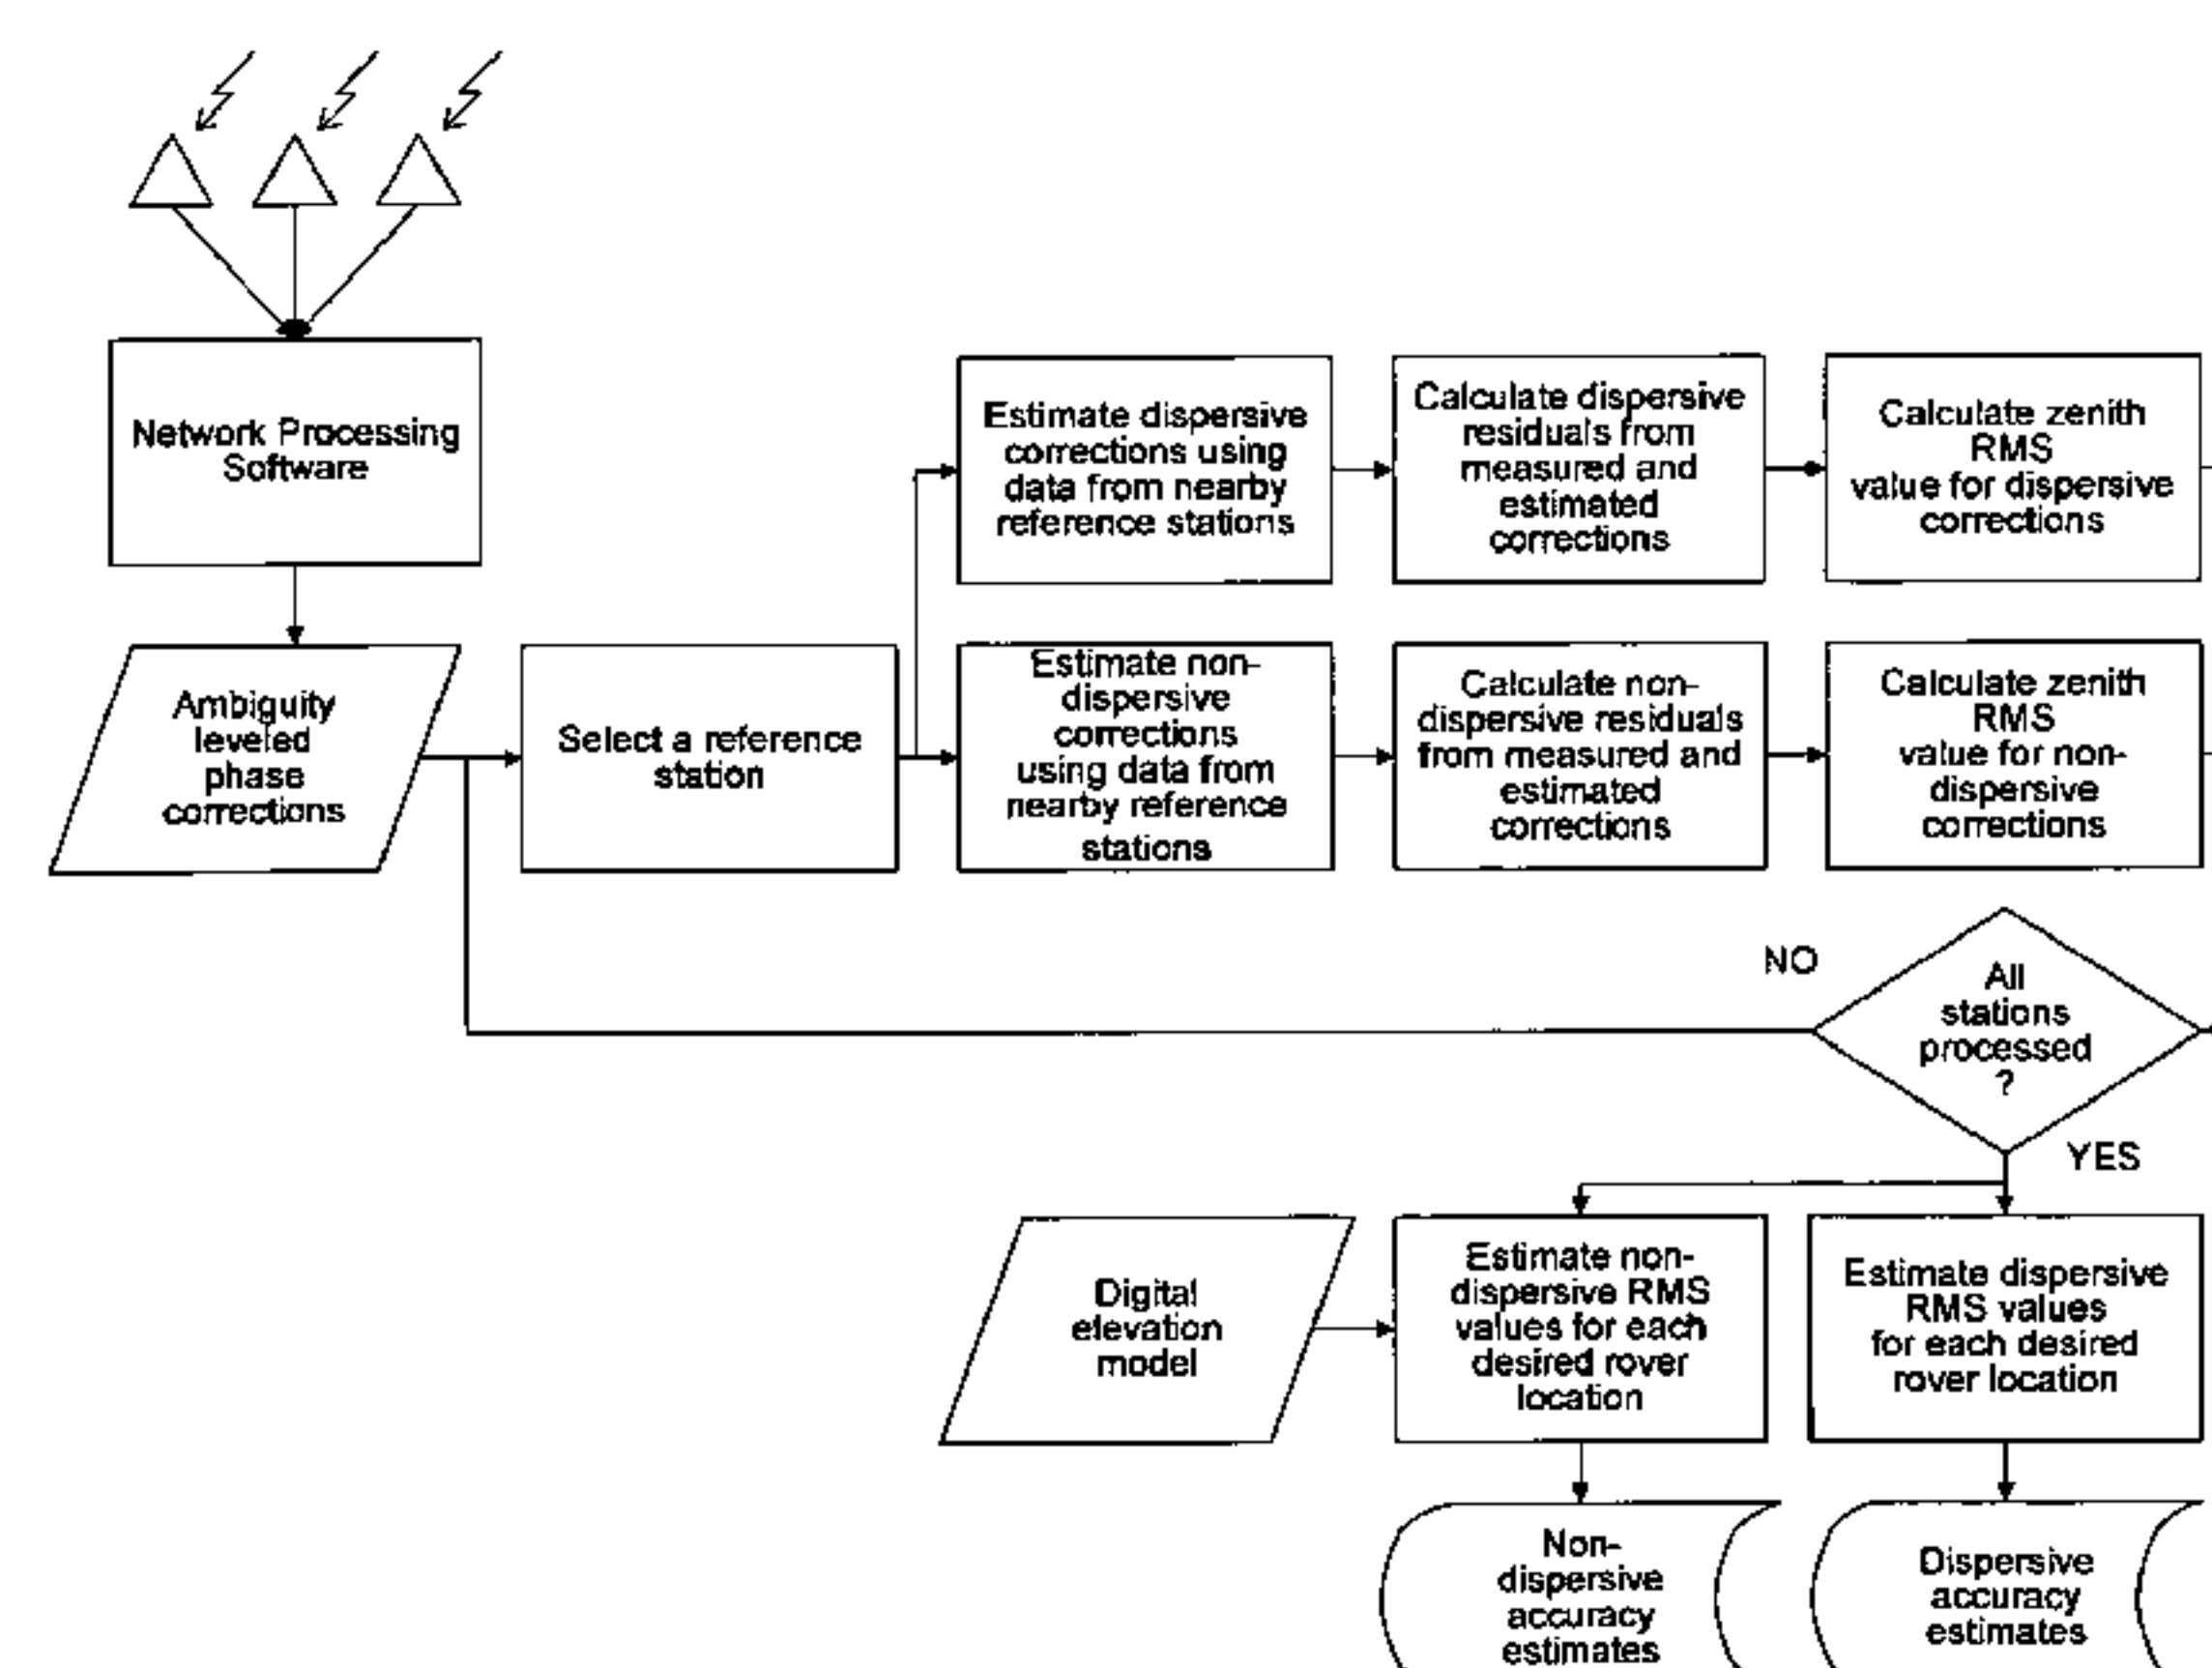 Network Processing
Software
Estimate dispersive
corrections using
data from nearby
reference stations
Calculate dispersive
residuals from
measured and
estimated
corrections
Calculate zenith
RMS
value for dispersive
corrections
Ambiguity
leveled
phase
corrections
Select a reference
station
Estimate non-
dispersive
corrections
using data from
nearby reference
stations
Calculate non-
dispersive residuals
from measured and
estimated
corrections
Calculate zenith
RMS
value for non-
dispersive
corrections
NO
All
stations
processed
?
YES
Digital
elevation
model
Estimate non-
dispersive RMS
values for each
desired rover
location
Estimate dispersive
RMS values
for each desired
rover location
Non-
dispersive
accuracy
estimates
Dispersive
accuracy
estimates